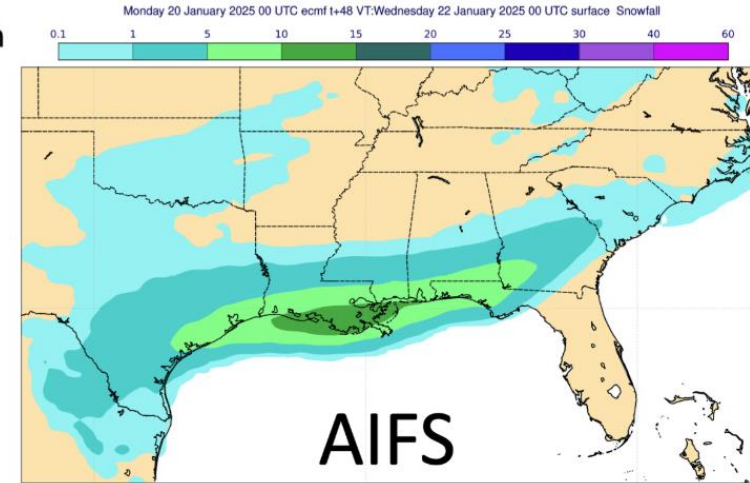 Monday 20 January 2025 00 UTC ecmf t+48 VT:Wednesday 22 January 2025 00 UTC surface Snowfall
0.1 1 5 10 15 20 25 30 40 60
AIFS